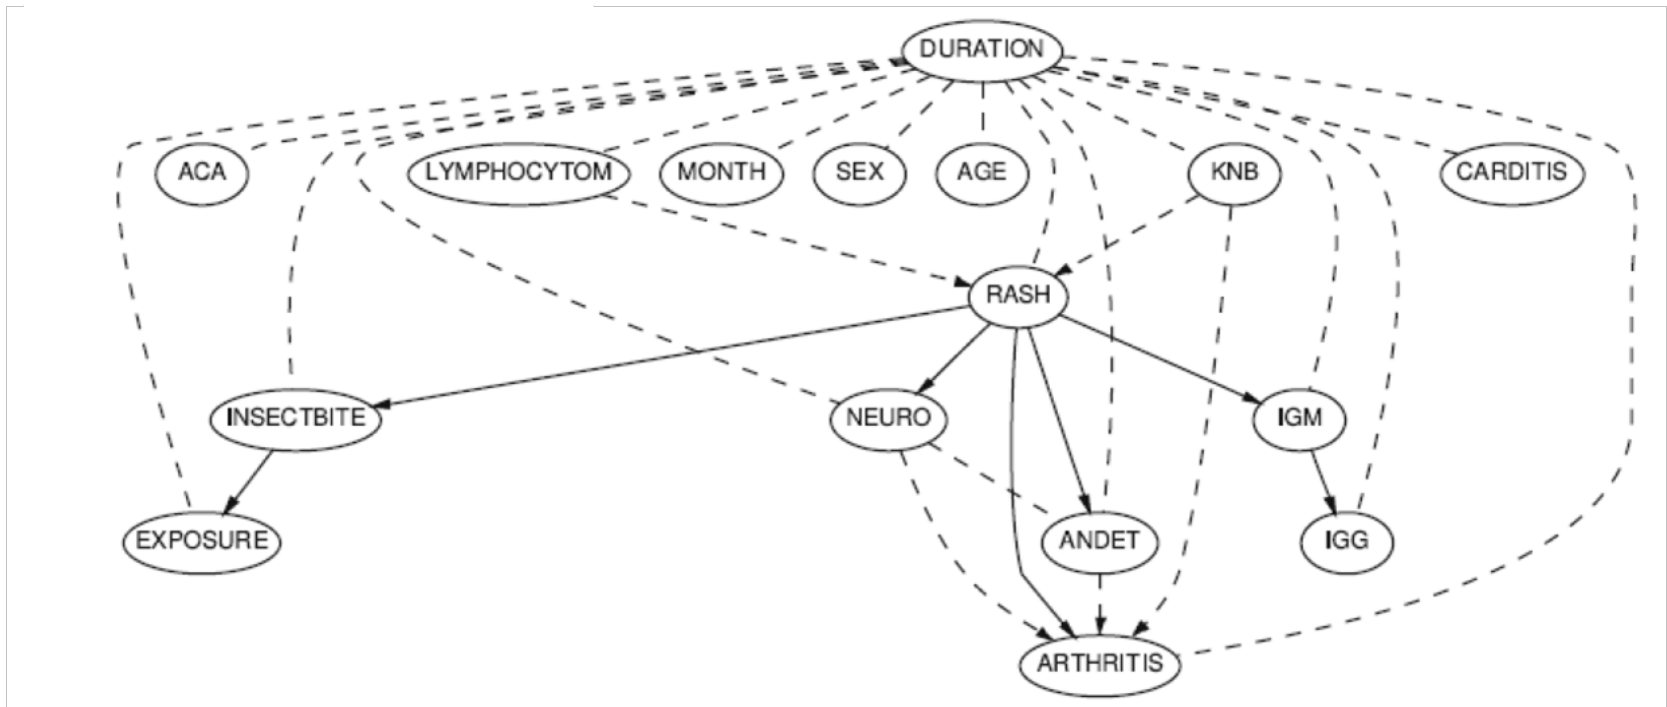 DURATION
ACA
LYMPHOCYTOM
MONTH
SEX
AGE
KNB
CARDITIS
RASH
INSECTBITE
NEURO
IGM
EXPOSURE
ANDET
IGG
ARTHRITIS